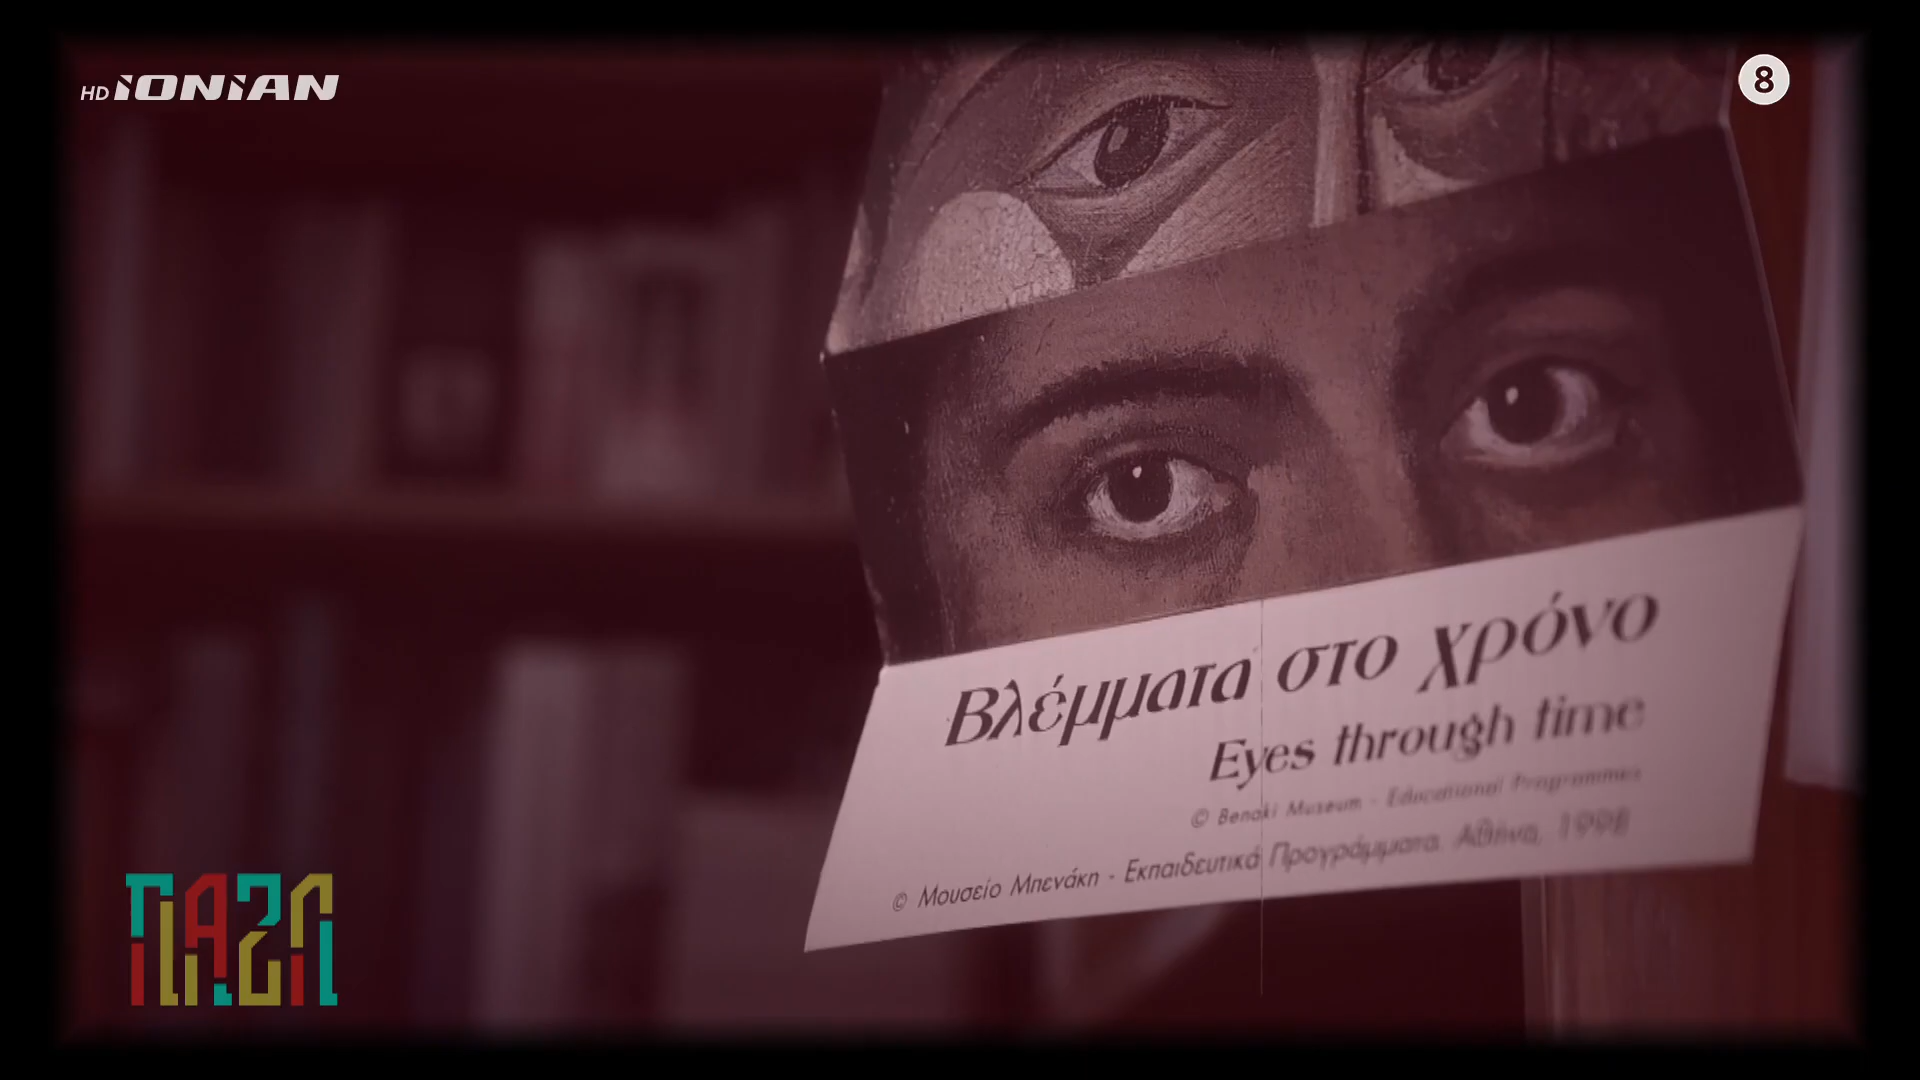 HD IONIAN
8
Βλέμματα στο χρόνο
Eyes through time
© Benaki Museum - Educational Programmes
© Μουσείο Μπενάκη - Εκπαιδευτικά Προγράμματα, Αθήνα, 1998
ΠΑΖΛ